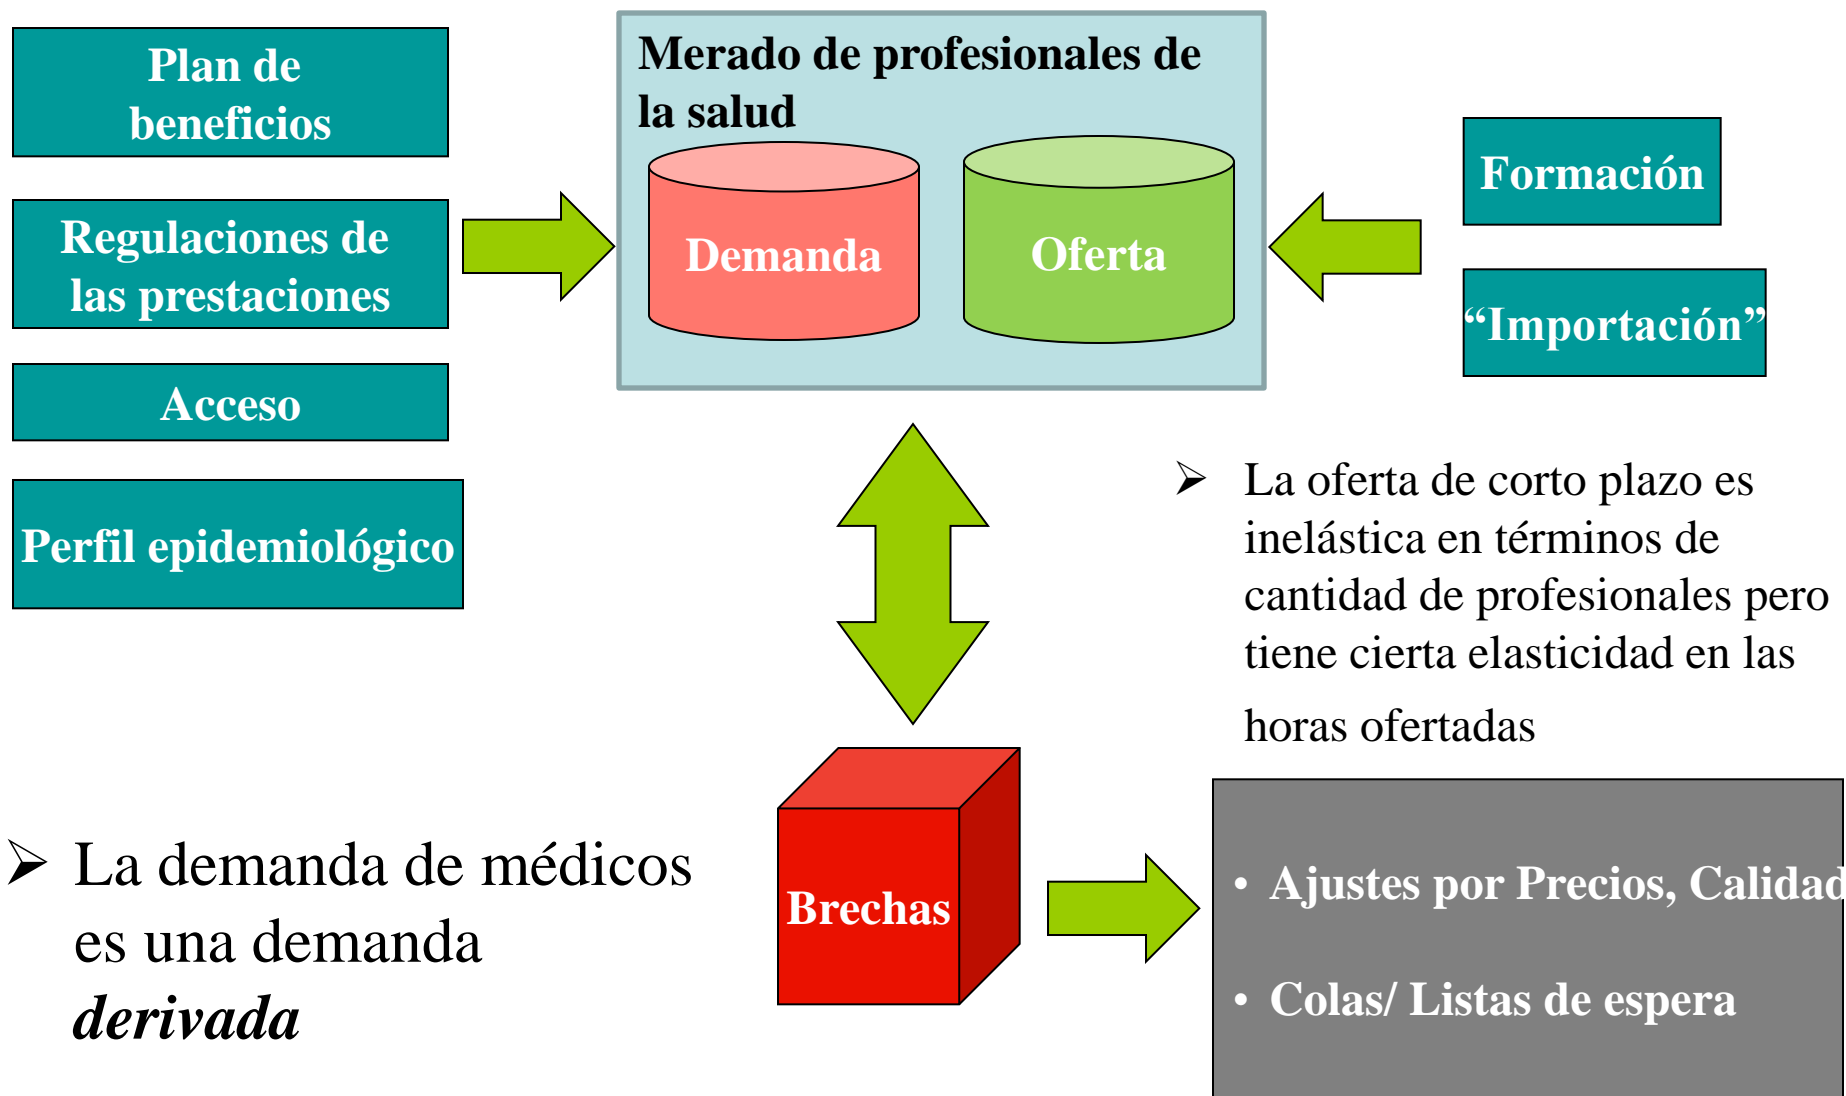 Plan de
beneficios
Regulaciones de
las prestaciones
Acceso
Perfil epidemiológico
Merado de profesionales de
la salud
Demanda
Oferta
Formación
“Importación”
➢ La oferta de corto plazo es
inelástica en términos de
cantidad de profesionales pero
tiene cierta elasticidad en las
horas ofertadas
➢ La demanda de médicos
es una demanda
derivada
Brechas
• Ajustes por Precios, Calidad
• Colas/ Listas de espera